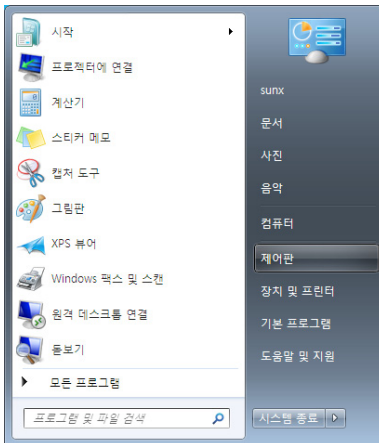 시작
프로젝터에 연결
계산기
스티커 메모
캡처 도구
그림판
XPS 뷰어
Windows 팩스 및 스캔
원격 데스크톱 연결
돋보기
모든 프로그램
프로그램 및 파일 검색
sunx
문서
사진
음악
컴퓨터
제어판
장치 및 프린터
기본 프로그램
도움말 및 지원
시스템 종료